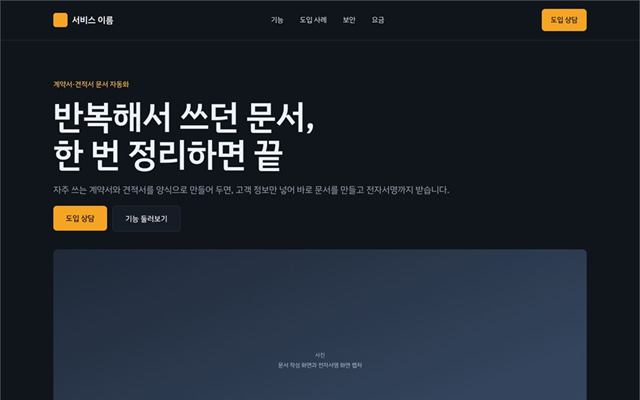 서비스 이름
기능
도입 사례
보안
요금
도입 상담
계약서·견적서 문서 자동화
반복해서 쓰던 문서,
한 번 정리하면 끝
자주 쓰는 계약서와 견적서를 양식으로 만들어 두면, 고객 정보만 넣어 바로 문서를 만들고 전자서명까지 받습니다.
도입 상담
기능 둘러보기
사진
문서 작성 화면과 전자서명 화면 캡처